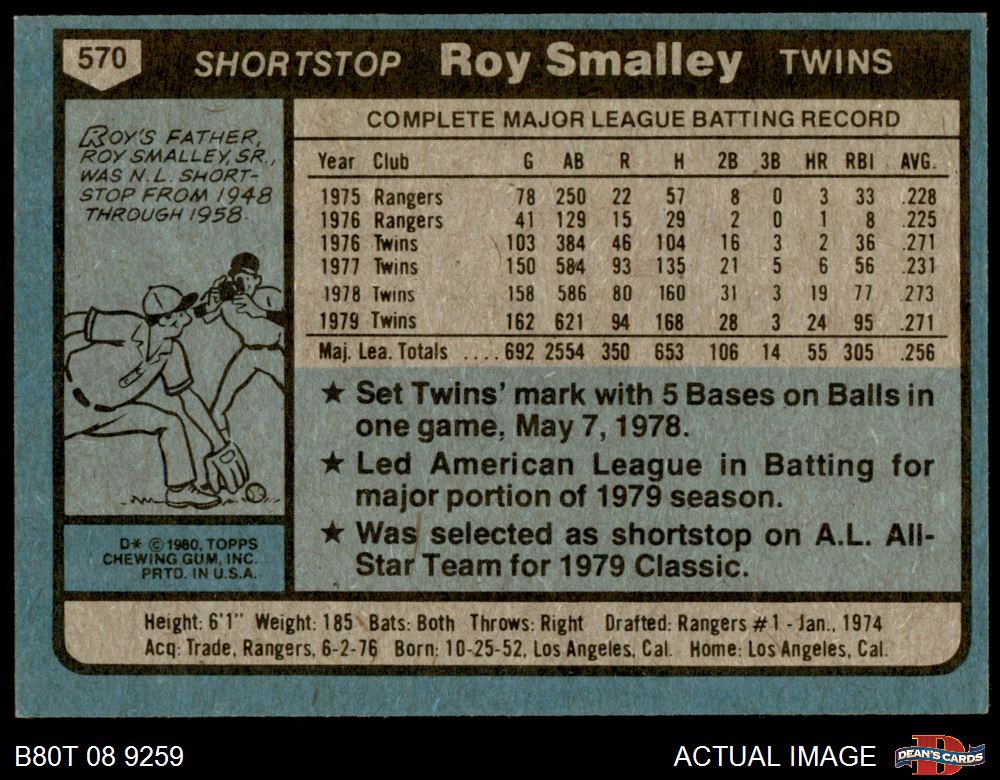 570 SHORTSTOP Roy Smalley TWINS
ROY'S FATHER,
ROY SMALLEY, SR.,
WAS N.L. SHORT-
STOP FROM 1948
THROUGH 1958.
D* © 1980, TOPPS
CHEWING GUM, INC.
PRTD. IN U.S.A.
COMPLETE MAJOR LEAGUE BATTING RECORD
Year Club G AB R H 2B 3B HR RBI AVG.
1975 Rangers 78 250 22 57 8 0 3 33 .228
1976 Rangers 41 129 15 29 2 0 1 8 .225
1976 Twins 103 384 46 104 16 3 2 36 .271
1977 Twins 150 584 93 135 21 5 6 56 .231
1978 Twins 158 586 80 160 31 3 19 77 .273
1979 Twins 162 621 94 168 28 3 24 95 .271
Maj. Lea. Totals .... 692 2554 350 653 106 14 55 305 .256
★ Set Twins' mark with 5 Bases on Balls in
one game, May 7, 1978.
★ Led American League in Batting for
major portion of 1979 season.
★ Was selected as shortstop on A.L. All-
Star Team for 1979 Classic.
Height: 6'1" Weight: 185 Bats: Both Throws: Right Drafted: Rangers #1 - Jan., 1974
Acq: Trade, Rangers, 6-2-76 Born: 10-25-52, Los Angeles, Cal. Home: Los Angeles, Cal.
B80T 08 9259 ACTUAL IMAGE D DEAN'S CARDS